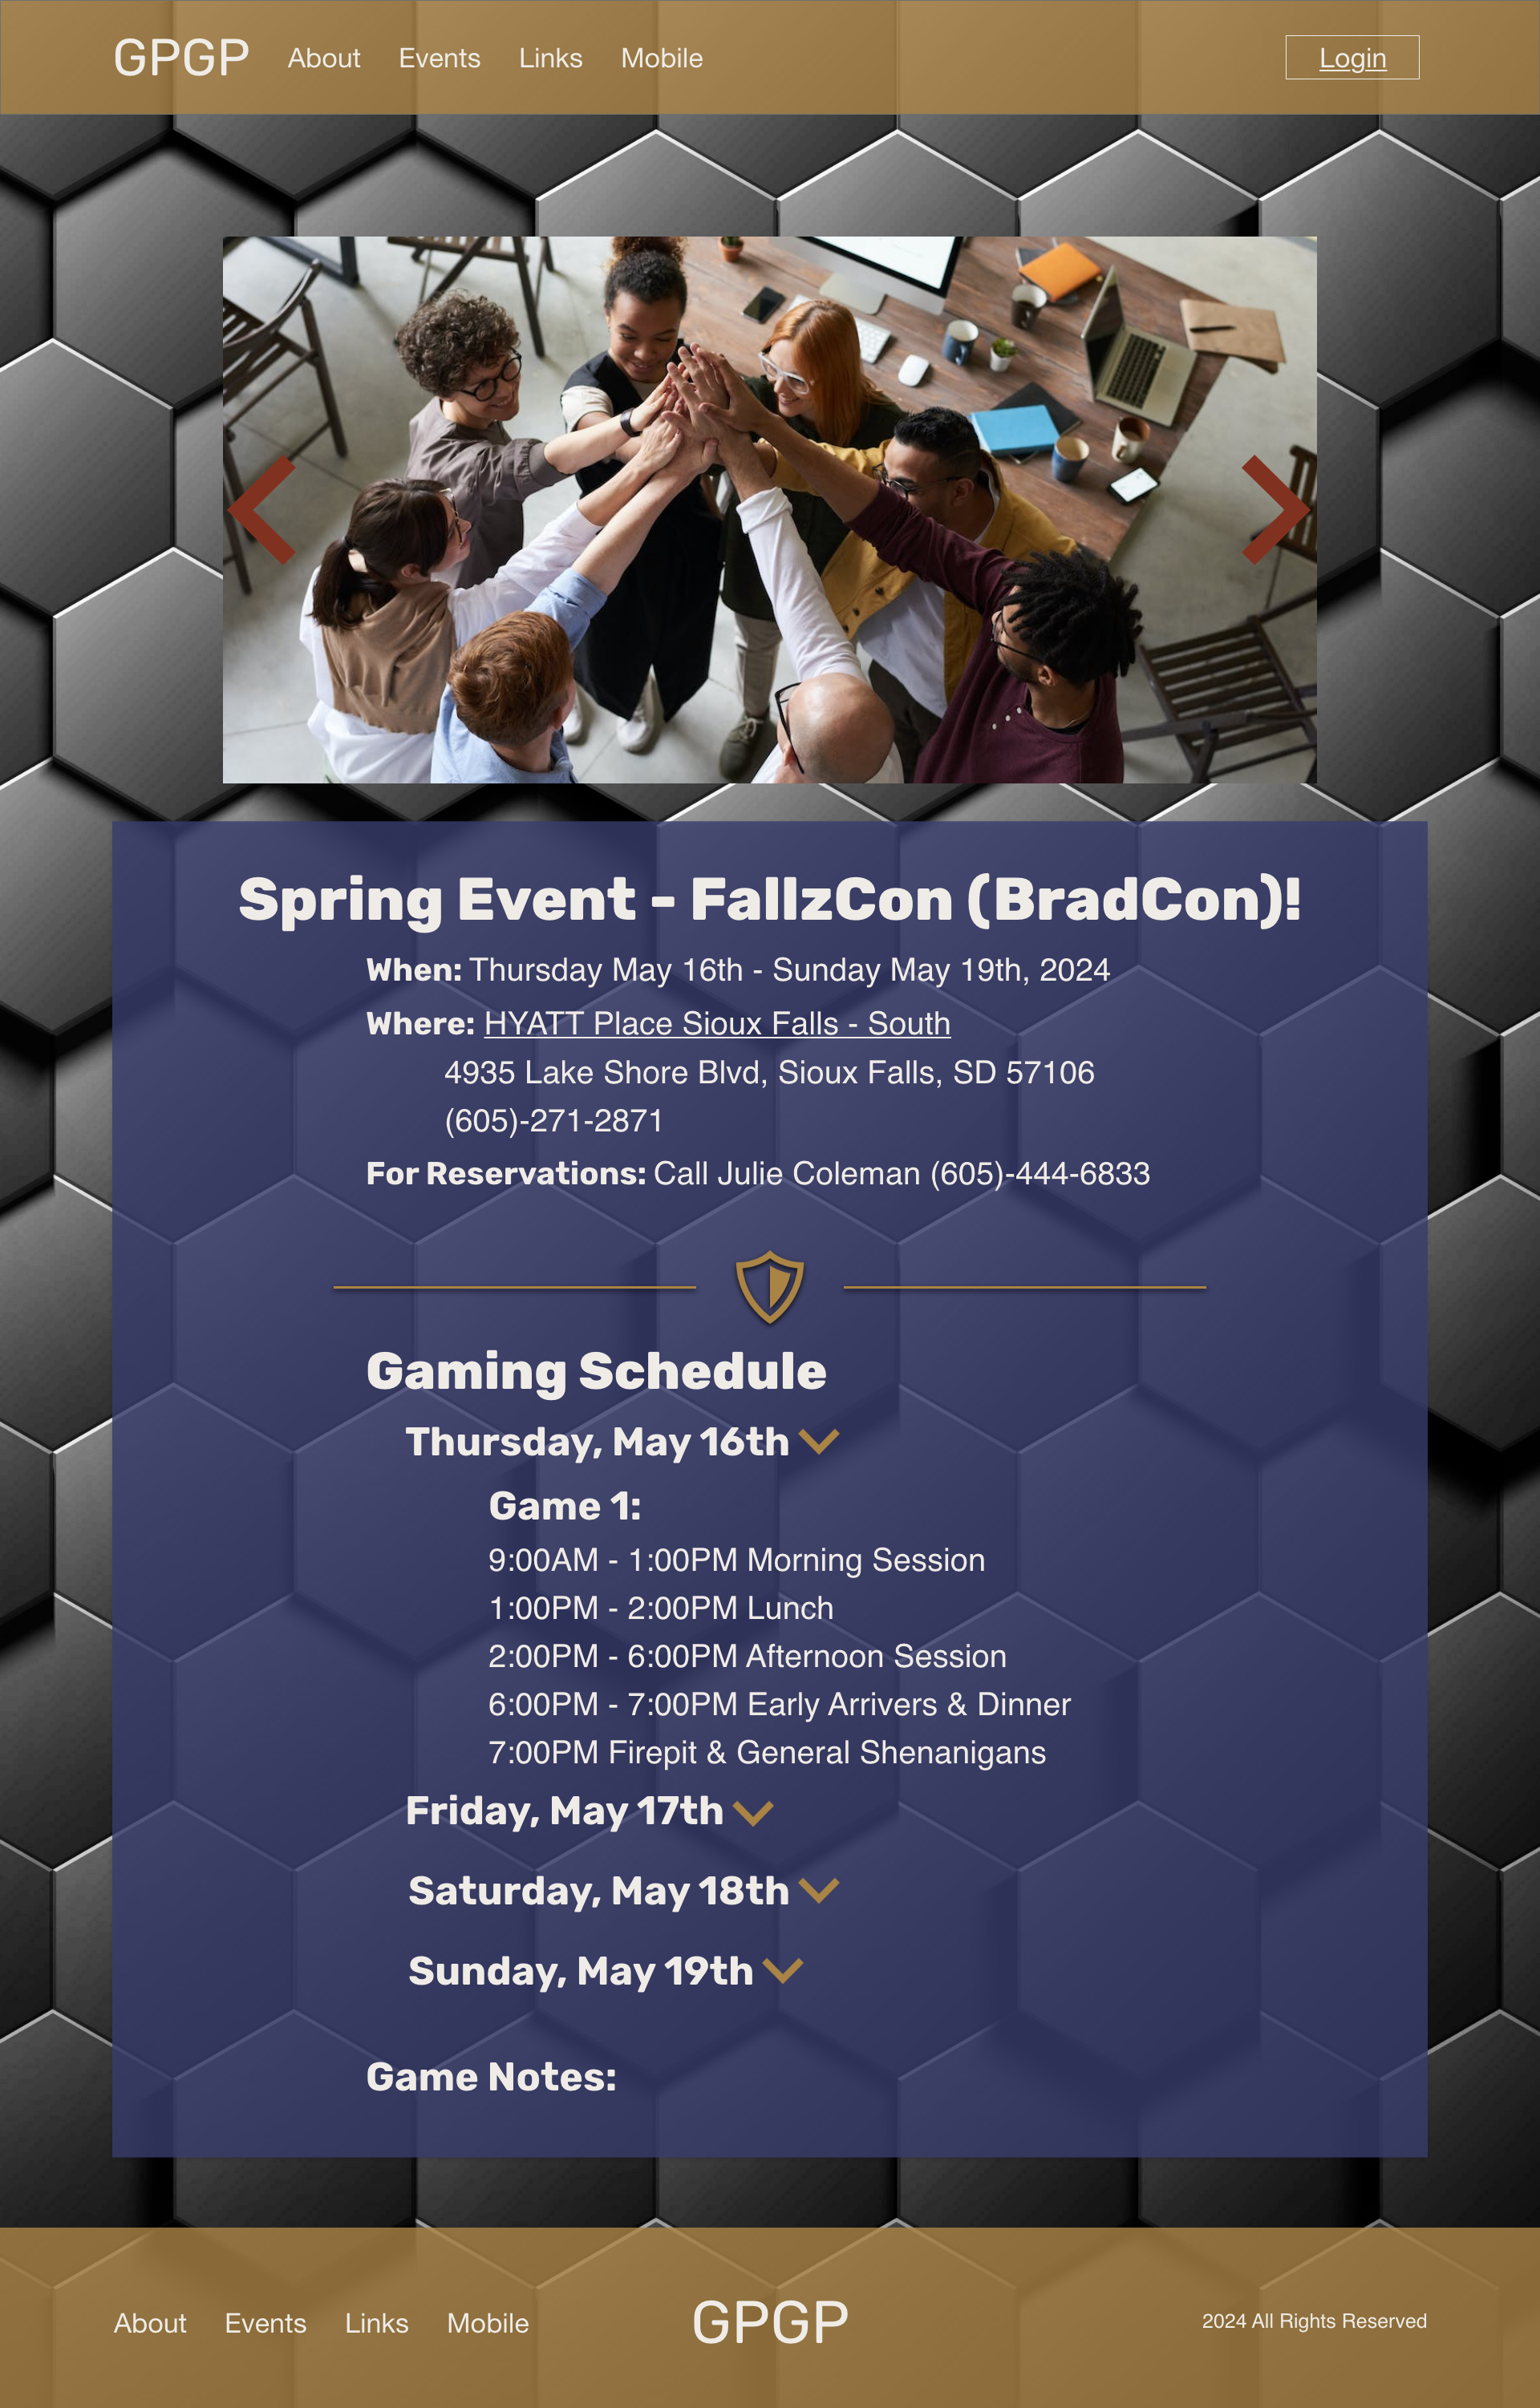 GPGP About Events Links Mobile Login
Spring Event - FallzCon (BradCon)!
When: Thursday May 16th - Sunday May 19th, 2024
Where: HYATT Place Sioux Falls - South
4935 Lake Shore Blvd, Sioux Falls, SD 57106
(605)-271-2871
For Reservations: Call Julie Coleman (605)-444-6833
Gaming Schedule
Thursday, May 16th
Game 1:
9:00AM - 1:00PM Morning Session
1:00PM - 2:00PM Lunch
2:00PM - 6:00PM Afternoon Session
6:00PM - 7:00PM Early Arrivers & Dinner
7:00PM Firepit & General Shenanigans
Friday, May 17th
Saturday, May 18th
Sunday, May 19th
Game Notes:
About Events Links Mobile GPGP 2024 All Rights Reserved